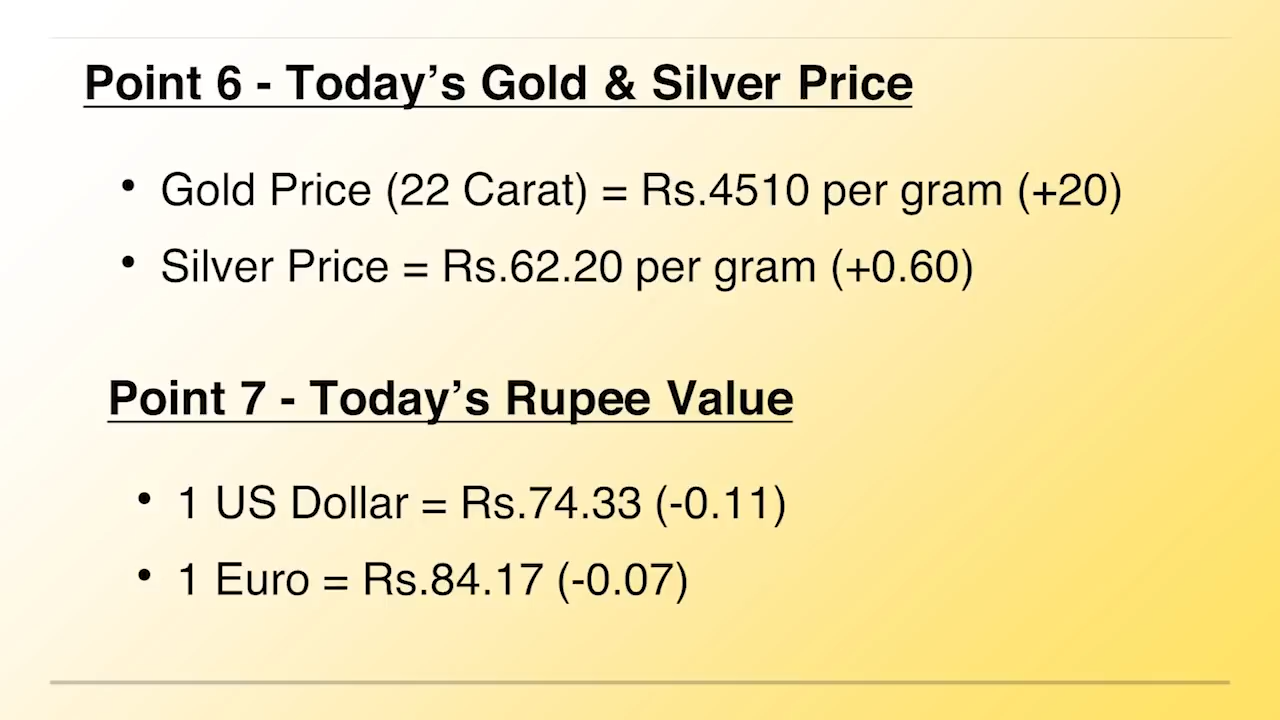 Point 6 - Today’s Gold & Silver Price
• Gold Price (22 Carat) = Rs.4510 per gram (+20)
• Silver Price = Rs.62.20 per gram (+0.60)
Point 7 - Today’s Rupee Value
• 1 US Dollar = Rs.74.33 (-0.11)
• 1 Euro = Rs.84.17 (-0.07)